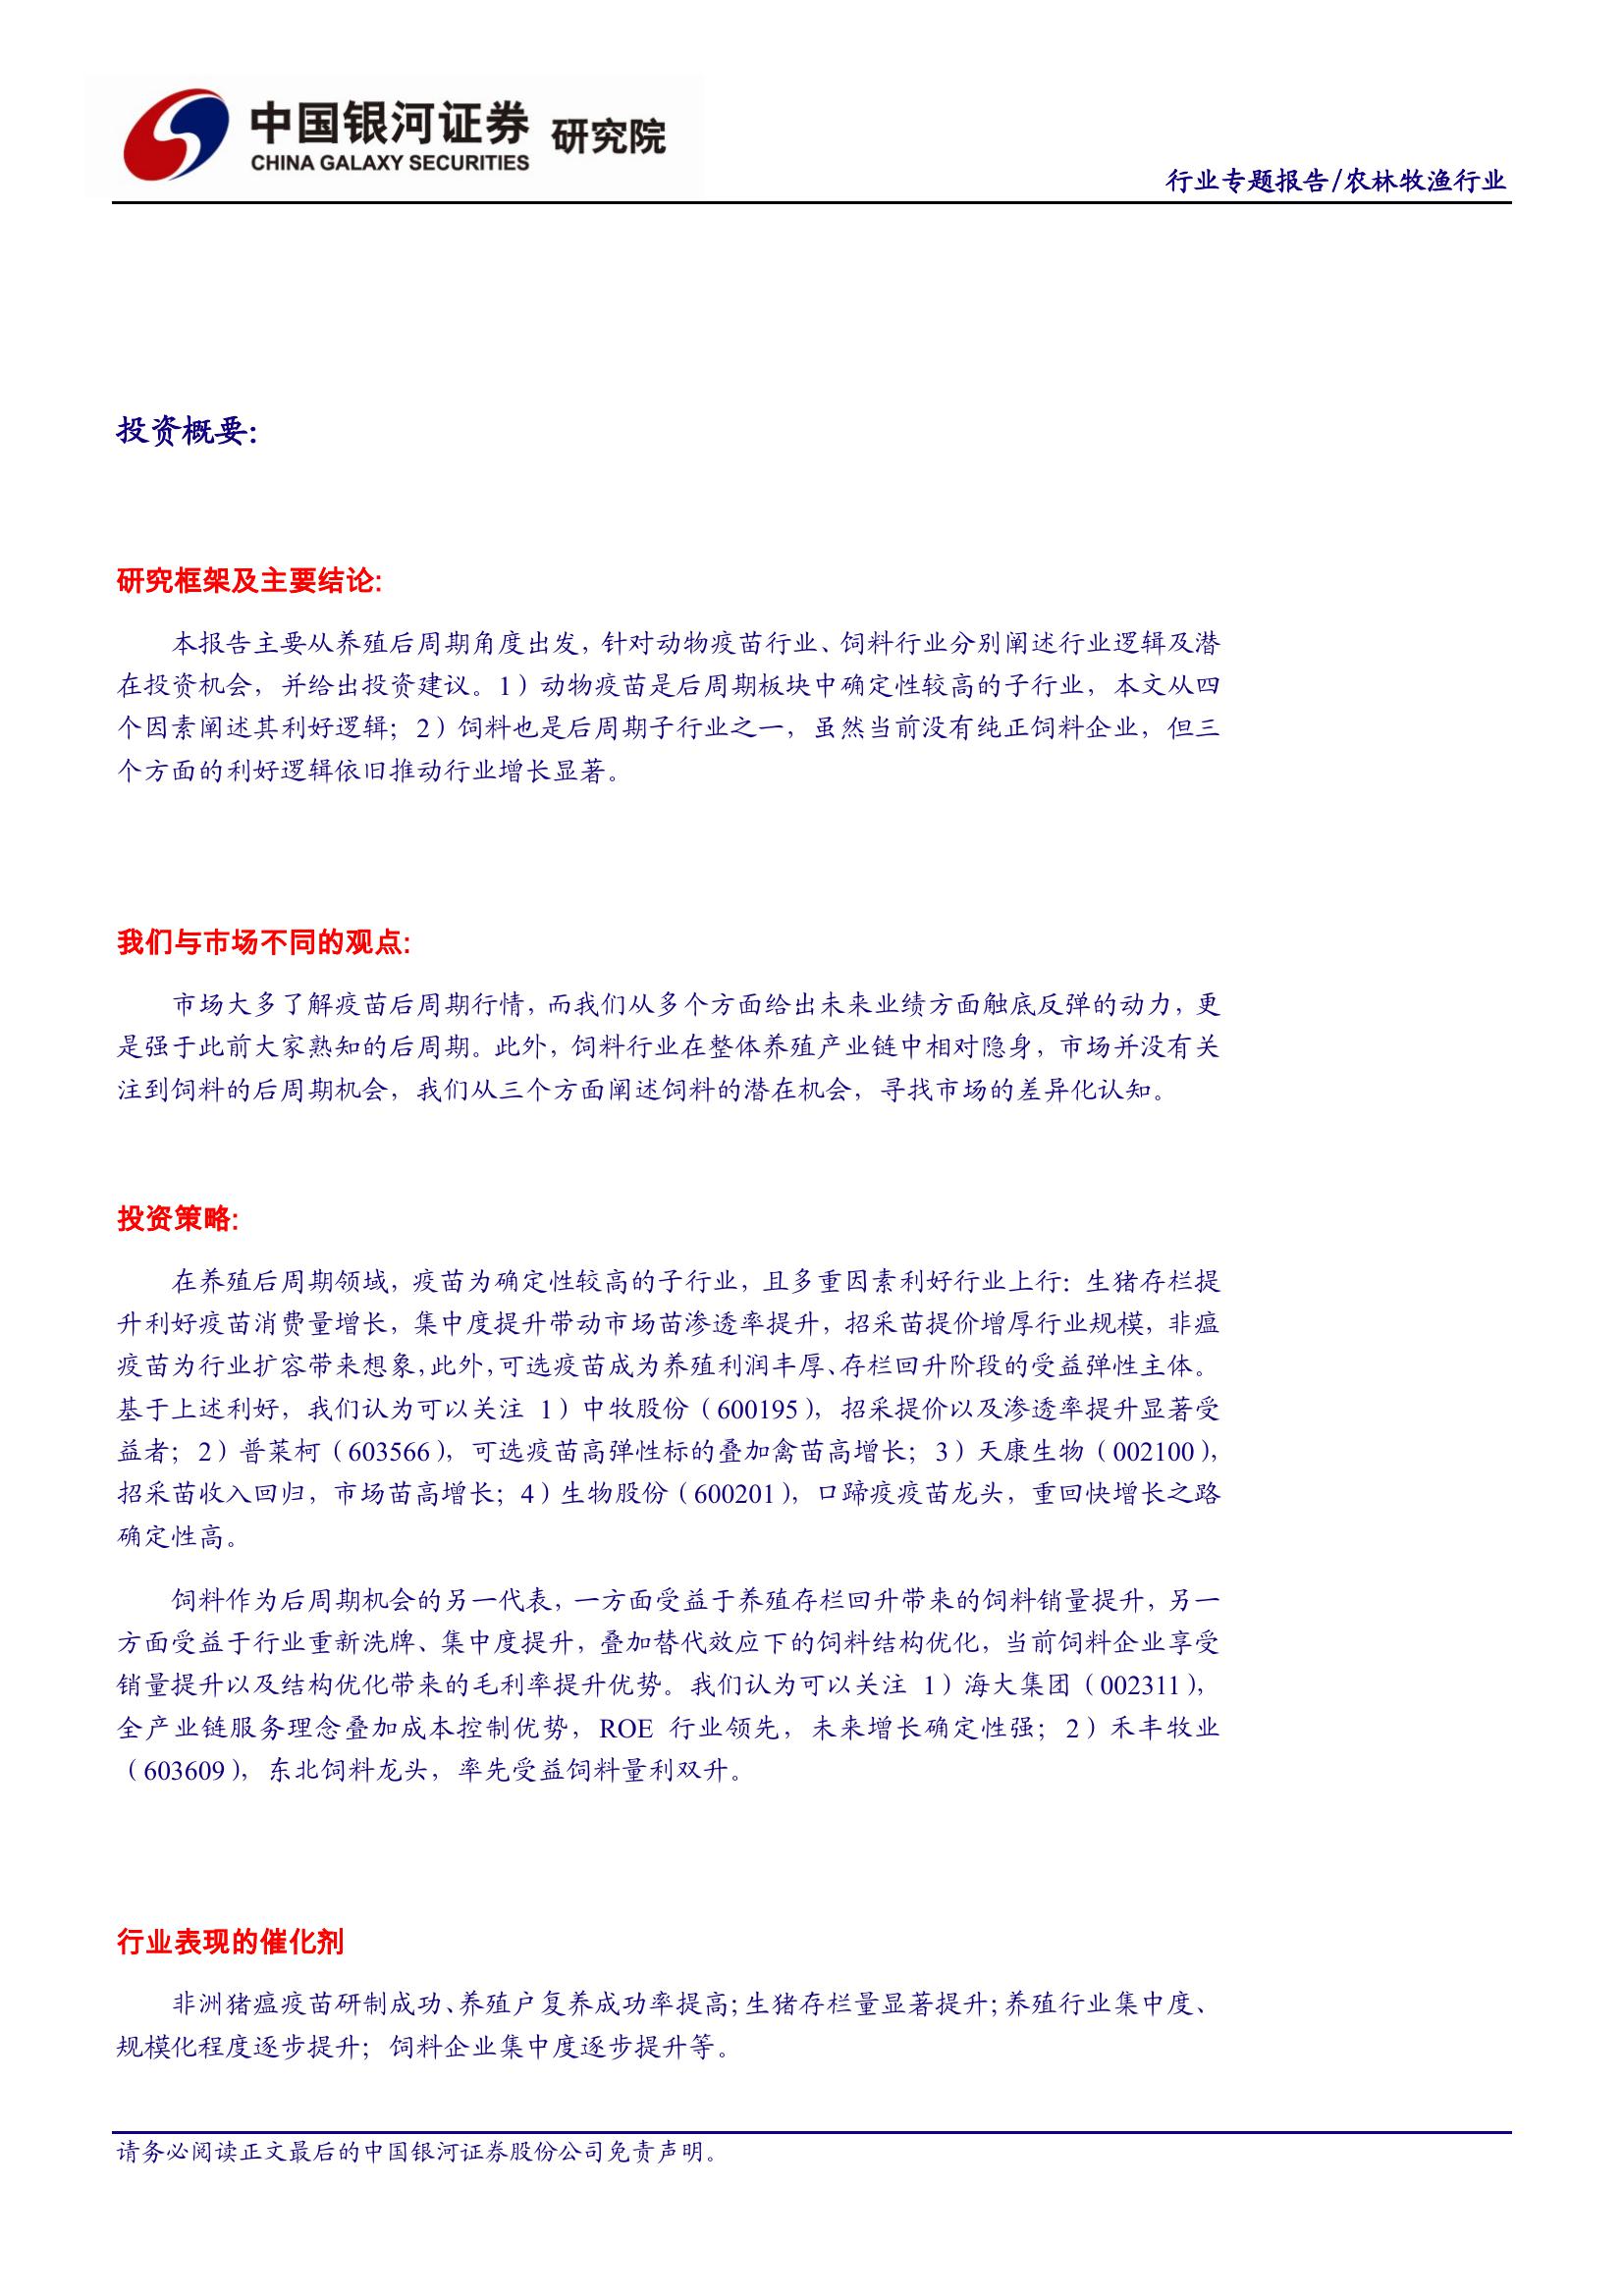 中国银河证券 研究院
CHINA GALAXY SECURITIES
行业专题报告/农林牧渔行业
投资概要:
研究框架及主要结论:
本报告主要从养殖后周期角度出发，针对动物疫苗行业、饲料行业分别阐述行业逻辑及潜
在投资机会，并给出投资建议。1）动物疫苗是后周期板块中确定性较高的子行业，本文从四
个因素阐述其利好逻辑；2）饲料也是后周期子行业之一，虽然当前没有纯正饲料企业，但三
个方面的利好逻辑依旧推动行业增长显著。
我们与市场不同的观点:
市场大多了解疫苗后周期行情，而我们从多个方面给出未来业绩方面触底反弹的动力，更
是强于此前大家熟知的后周期。此外，饲料行业在整体养殖产业链中相对隐身，市场并没有关
注到饲料的后周期机会，我们从三个方面阐述饲料的潜在机会，寻找市场的差异化认知。
投资策略:
在养殖后周期领域，疫苗为确定性较高的子行业，且多重因素利好行业上行：生猪存栏提
升利好疫苗消费量增长，集中度提升带动市场苗渗透率提升，招采苗提价增厚行业规模，非瘟
疫苗为行业扩容带来想象，此外，可选疫苗成为养殖利润丰厚、存栏回升阶段的受益弹性主体。
基于上述利好，我们认为可以关注 1）中牧股份（600195），招采提价以及渗透率提升显著受
益者；2）普莱柯（603566），可选疫苗高弹性标的叠加禽苗高增长；3）天康生物（002100），
招采苗收入回归，市场苗高增长；4）生物股份（600201），口蹄疫疫苗龙头，重回快增长之路
确定性高。
饲料作为后周期机会的另一代表，一方面受益于养殖存栏回升带来的饲料销量提升，另一
方面受益于行业重新洗牌、集中度提升，叠加替代效应下的饲料结构优化，当前饲料企业享受
销量提升以及结构优化带来的毛利率提升优势。我们认为可以关注 1）海大集团（002311），
全产业链服务理念叠加成本控制优势，ROE 行业领先，未来增长确定性强；2）禾丰牧业
（603609），东北饲料龙头，率先受益饲料量利双升。
行业表现的催化剂
非洲猪瘟疫苗研制成功、养殖户复养成功率提高；生猪存栏量显著提升；养殖行业集中度、
规模化程度逐步提升；饲料企业集中度逐步提升等。
请务必阅读正文最后的中国银河证券股份公司免责声明。